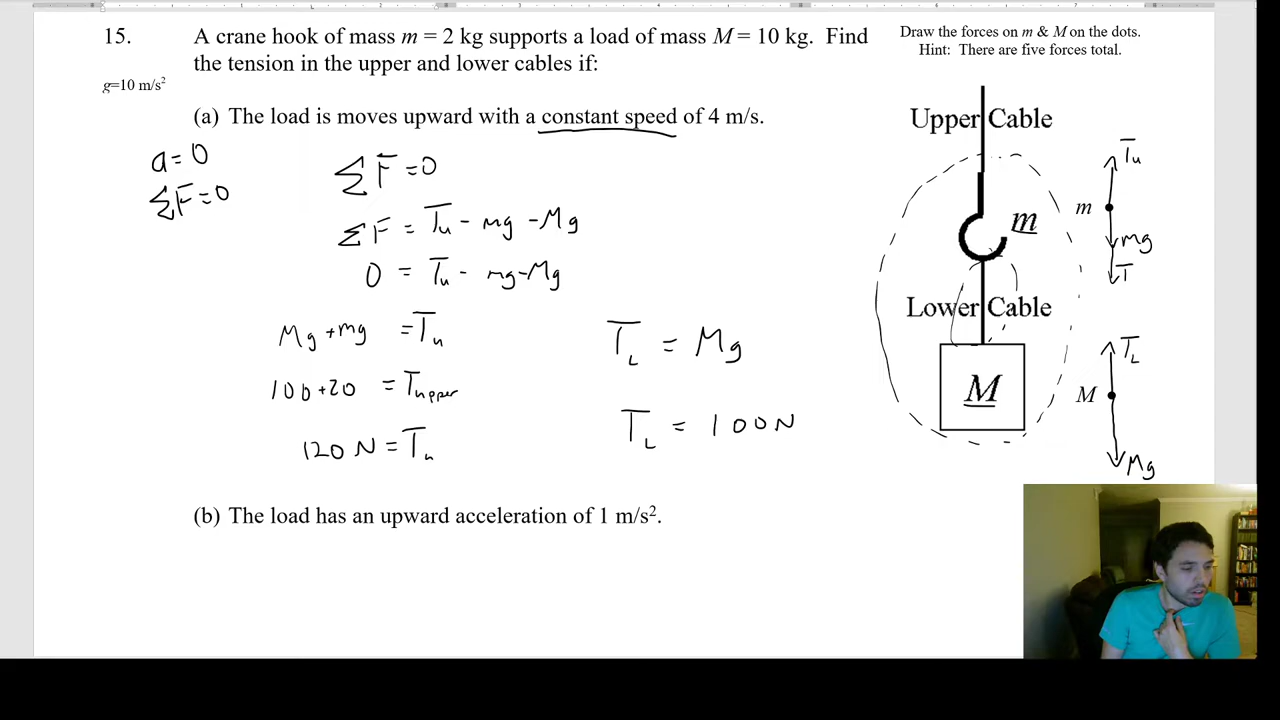 15. A crane hook of mass m = 2 kg supports a load of mass M = 10 kg. Find
the tension in the upper and lower cables if:
g=10 m/s²
(a) The load is moves upward with a constant speed of 4 m/s.
a = 0
ΣF = 0
ΣF = 0
ΣF = Tu - mg - Mg
0 = Tu - mg - Mg
Mg + mg = Tu
100 + 20 = Tupper
120 N = Tu
TL = Mg
TL = 100 N
(b) The load has an upward acceleration of 1 m/s².
Draw the forces on m & M on the dots.
Hint: There are five forces total.
Upper Cable
m
Lower Cable
M
Tu
m
mg
T
TL
M
Mg